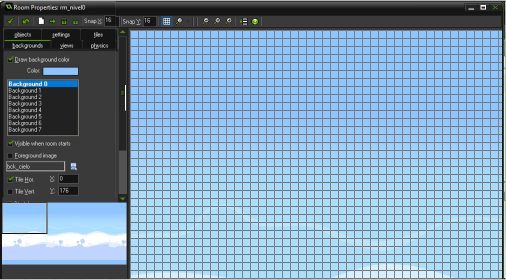 Room Properties: rm_nivel0
Snap X: 16 Snap Y: 16
objects settings tiles
backgrounds views physics
Draw background color
Color:
Background 0
Background 1
Background 2
Background 3
Background 4
Background 5
Background 6
Background 7
Visible when room starts
Foreground image
bck_cielo
Tile Hor. X: 0
Tile Vert. Y: 176